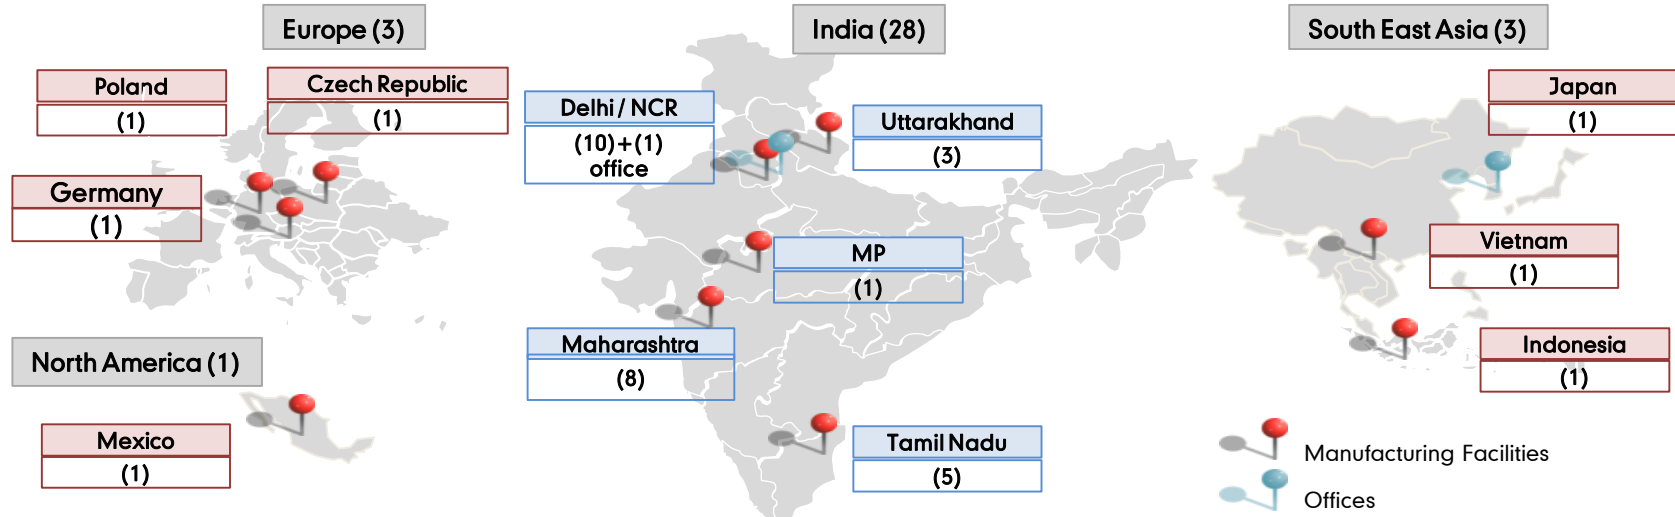 Europe (3)
Poland
(1)
Czech Republic
(1)
Germany
(1)
North America (1)
Mexico
(1)
India (28)
Delhi / NCR
(10)+(1)
office
Uttarakhand
(3)
MP
(1)
Maharashtra
(8)
Tamil Nadu
(5)
South East Asia (3)
Japan
(1)
Vietnam
(1)
Indonesia
(1)
Manufacturing Facilities
Offices